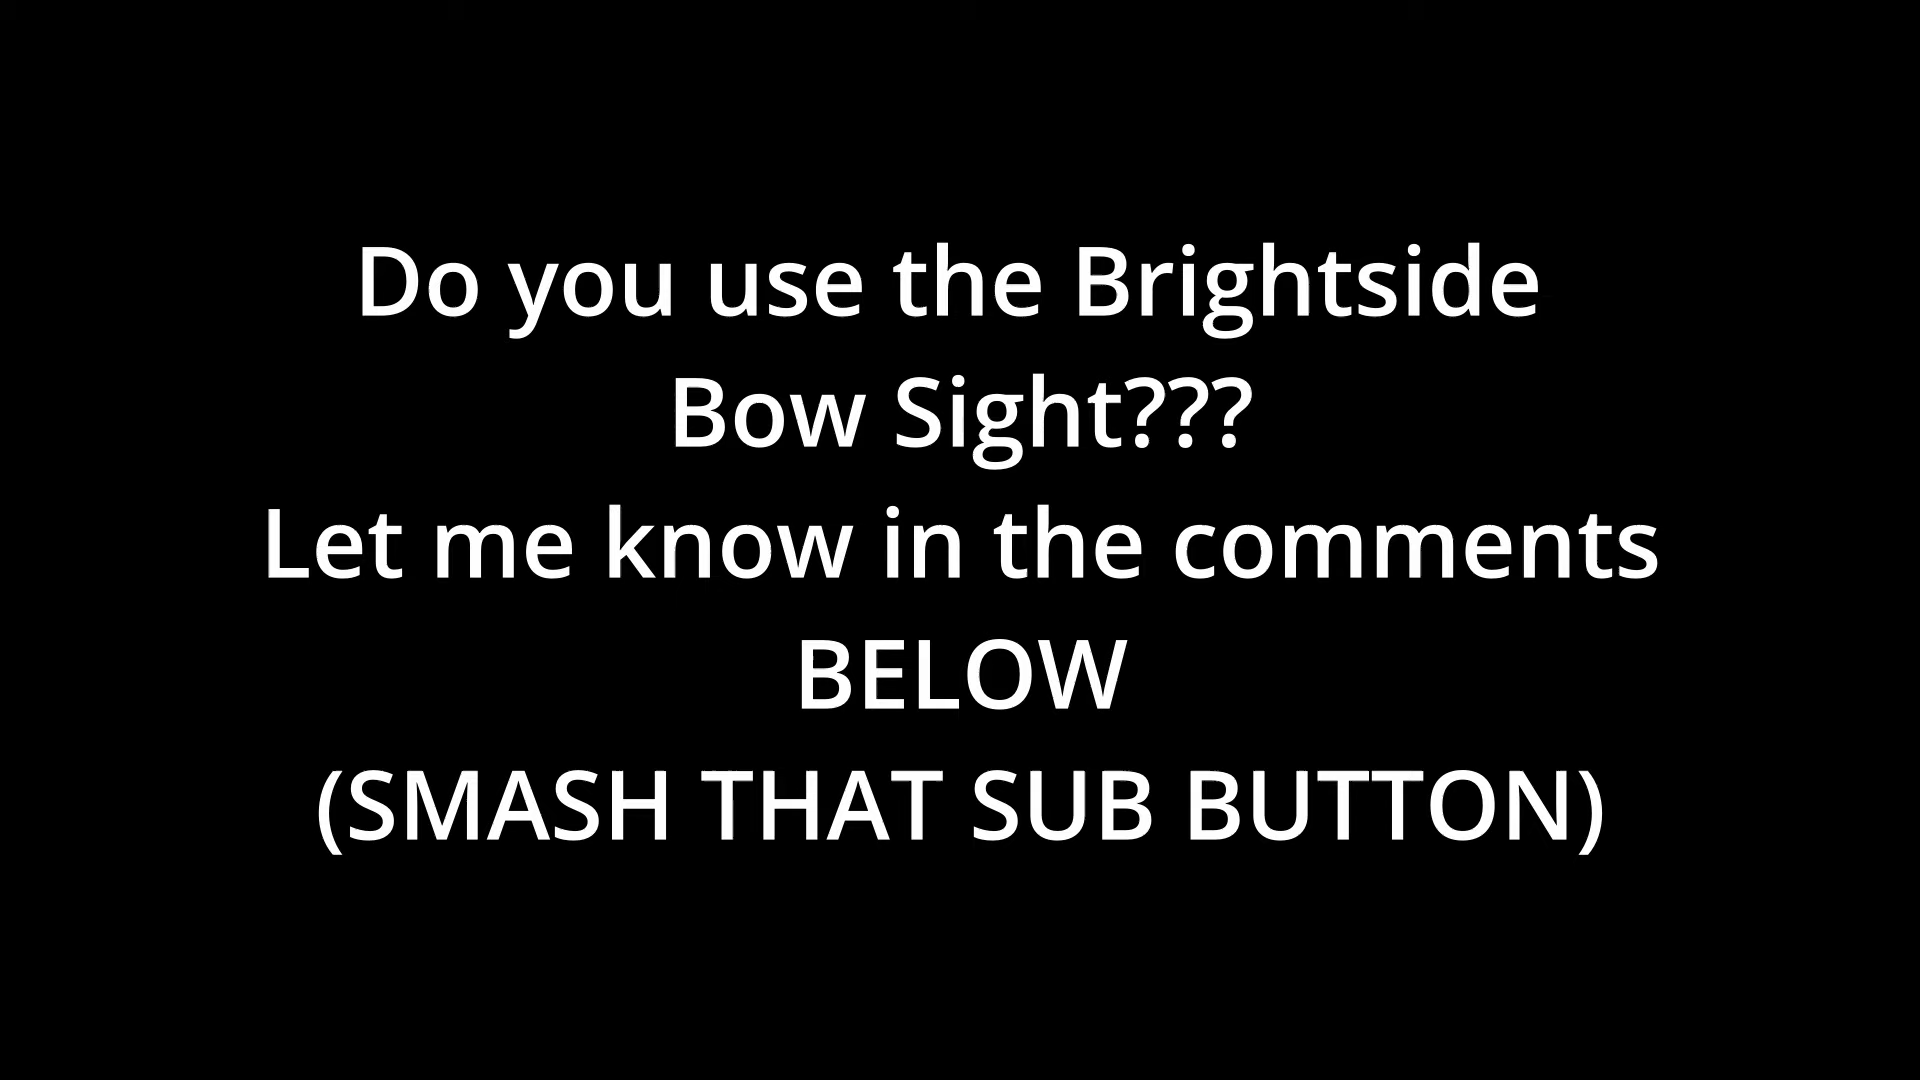 Do you use the Brightside
Bow Sight???
Let me know in the comments
BELOW
(SMASH THAT SUB BUTTON)